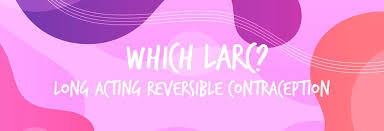 WHICH LARC?
LONG ACTING REVERSIBLE CONTRACEPTION